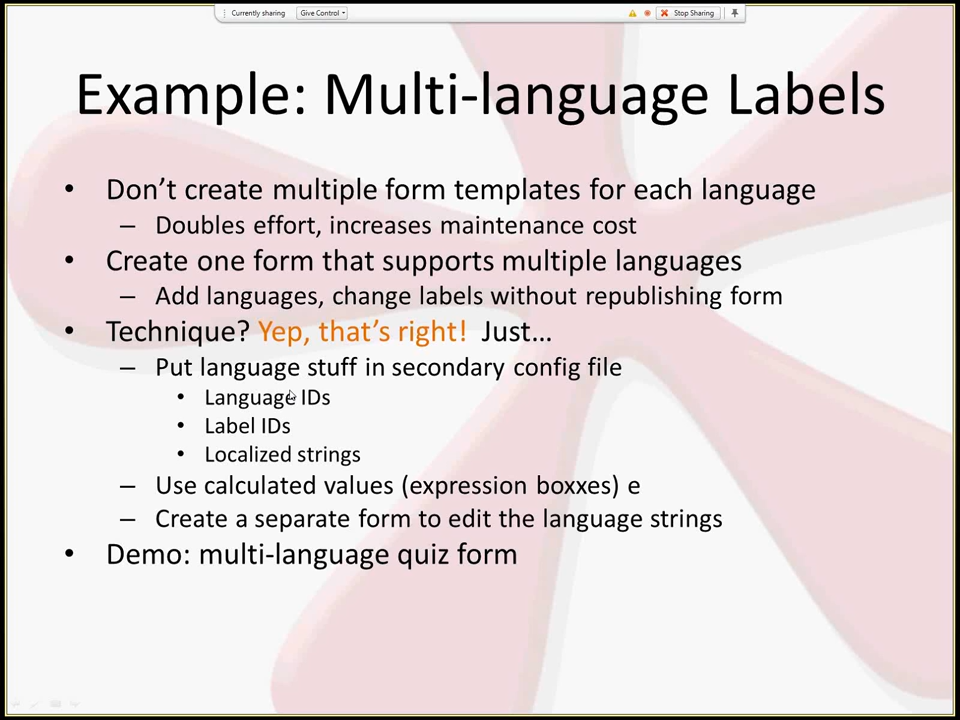 Currently sharing Give Control Stop Sharing
Example: Multi-language Labels
• Don't create multiple form templates for each language
– Doubles effort, increases maintenance cost
• Create one form that supports multiple languages
– Add languages, change labels without republishing form
• Technique? Yep, that's right! Just…
– Put language stuff in secondary config file
• Language IDs
• Label IDs
• Localized strings
– Use calculated values (expression boxxes) e
– Create a separate form to edit the language strings
• Demo: multi-language quiz form